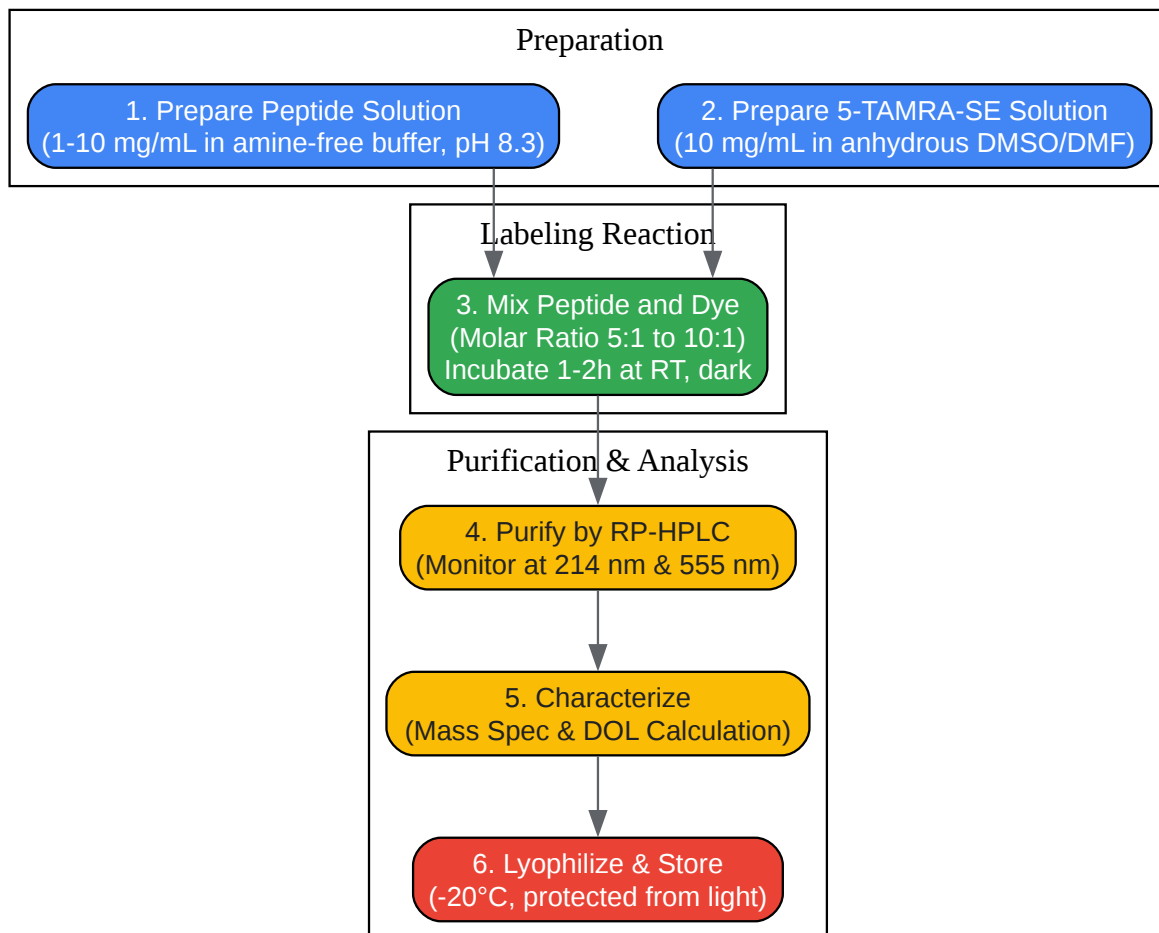 Preparation
1. Prepare Peptide Solution
(1-10 mg/mL in amine-free buffer, pH 8.3)
2. Prepare 5-TAMRA-SE Solution
(10 mg/mL in anhydrous DMSO/DMF)
Labeling Reaction
3. Mix Peptide and Dye
(Molar Ratio 5:1 to 10:1)
Incubate 1-2h at RT, dark
Purification & Analysis
4. Purify by RP-HPLC
(Monitor at 214 nm & 555 nm)
5. Characterize
(Mass Spec & DOL Calculation)
6. Lyophilize & Store
(-20°C, protected from light)